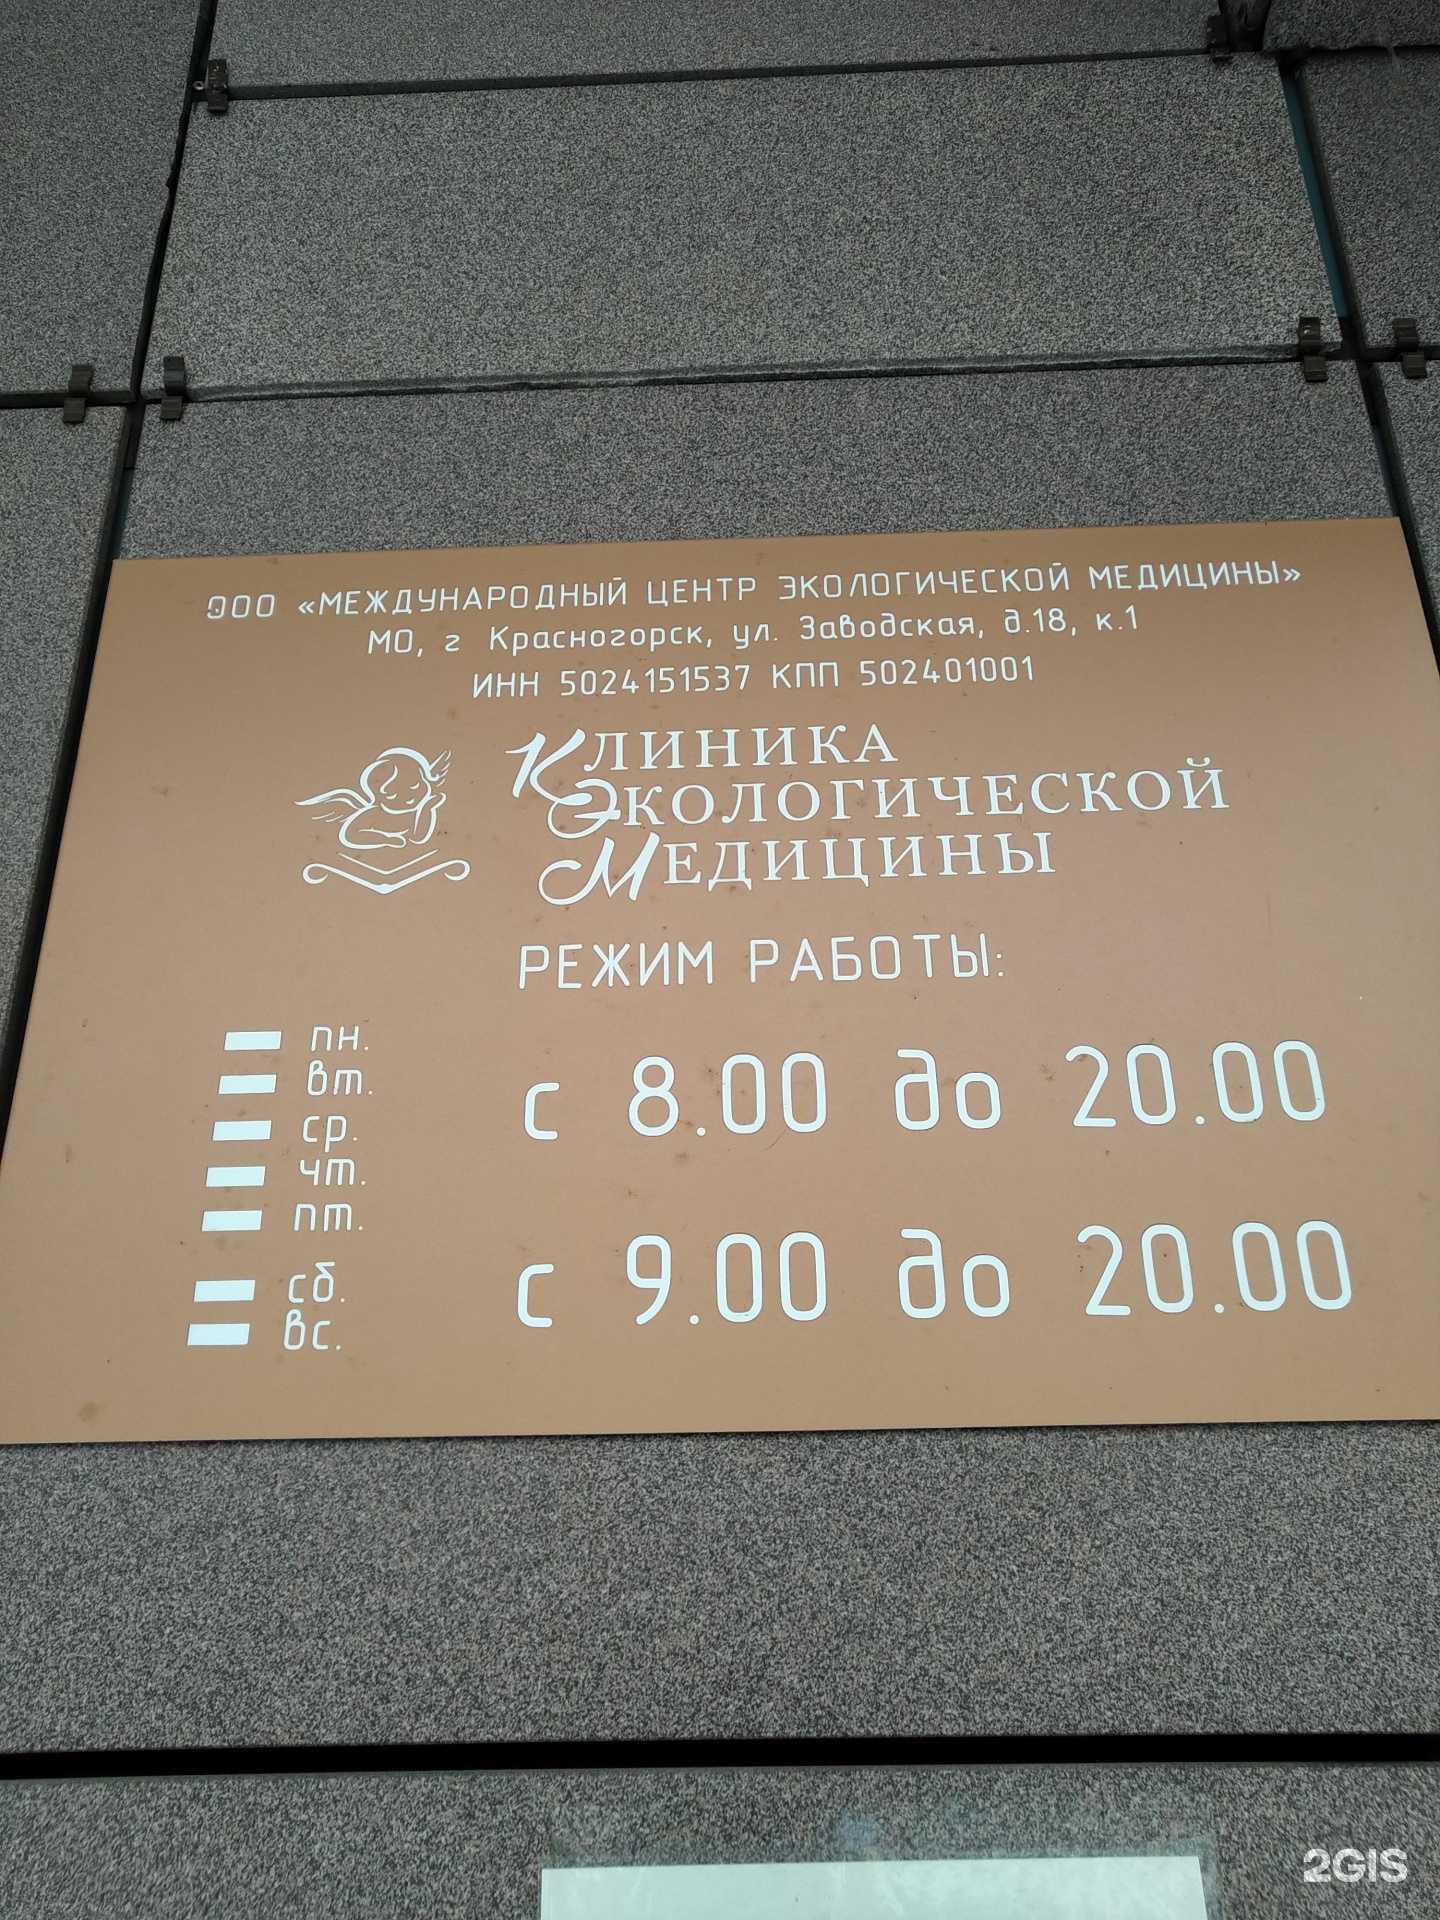 ООО «МЕЖДУНАРОДНЫЙ ЦЕНТР ЭКОЛОГИЧЕСКОЙ МЕДИЦИНЫ»
МО, г Красногорск, ул. Заводская, д.18, к.1
ИНН 5024151537 КПП 502401001
Клиника
Экологической
Медицины
РЕЖИМ РАБОТЫ:
пн.
вт.
ср.
чт.
пт.
с 8.00 до 20.00
сб.
вс.
с 9.00 до 20.00
2GIS